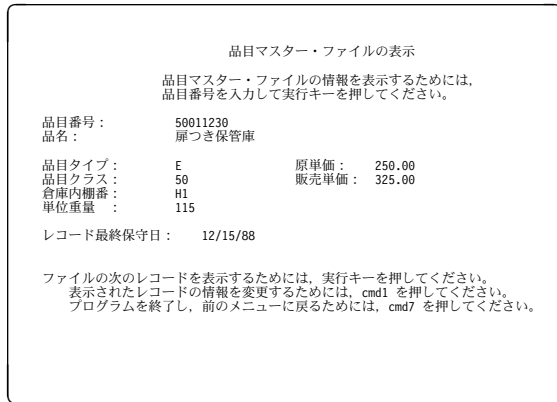 品目マスター・ファイルの表示
品目マスター・ファイルの情報を表示するためには,
品目番号を入力して実行キーを押してください。
品目番号： 50011230
品名： 扉つき保管庫
品目タイプ： E 原単価： 250.00
品目クラス： 50 販売単価： 325.00
倉庫内棚番： H1
単位重量 ： 115
レコード最終保守日： 12/15/88
ファイルの次のレコードを表示するためには, 実行キーを押してください。
表示されたレコードの情報を変更するためには, cmd1 を押してください。
プログラムを終了し, 前のメニューに戻るためには, cmd7 を押してください。